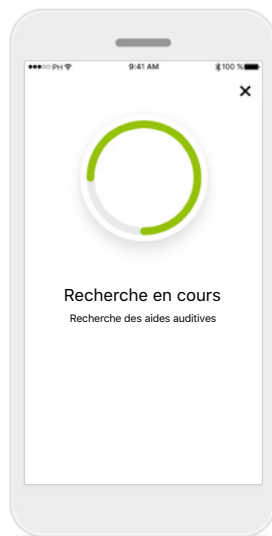 ●●●○○ PH 9:41 AM 100 %
×
Recherche en cours
Recherche des aides auditives